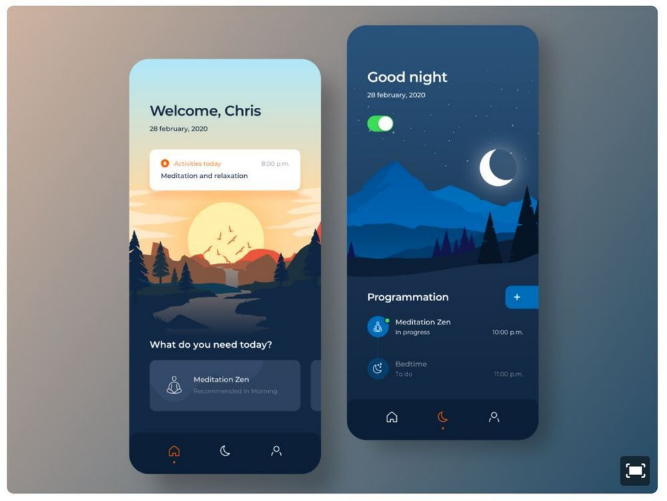 Welcome, Chris
28 february, 2020
Activities today 8:00 p.m.
Meditation and relaxation
What do you need today?
Meditation Zen
Recommended in Morning
Good night
28 february, 2020
Programmation
+
Meditation Zen
In progress 10:00 p.m.
Bedtime
To do 11:00 p.m.